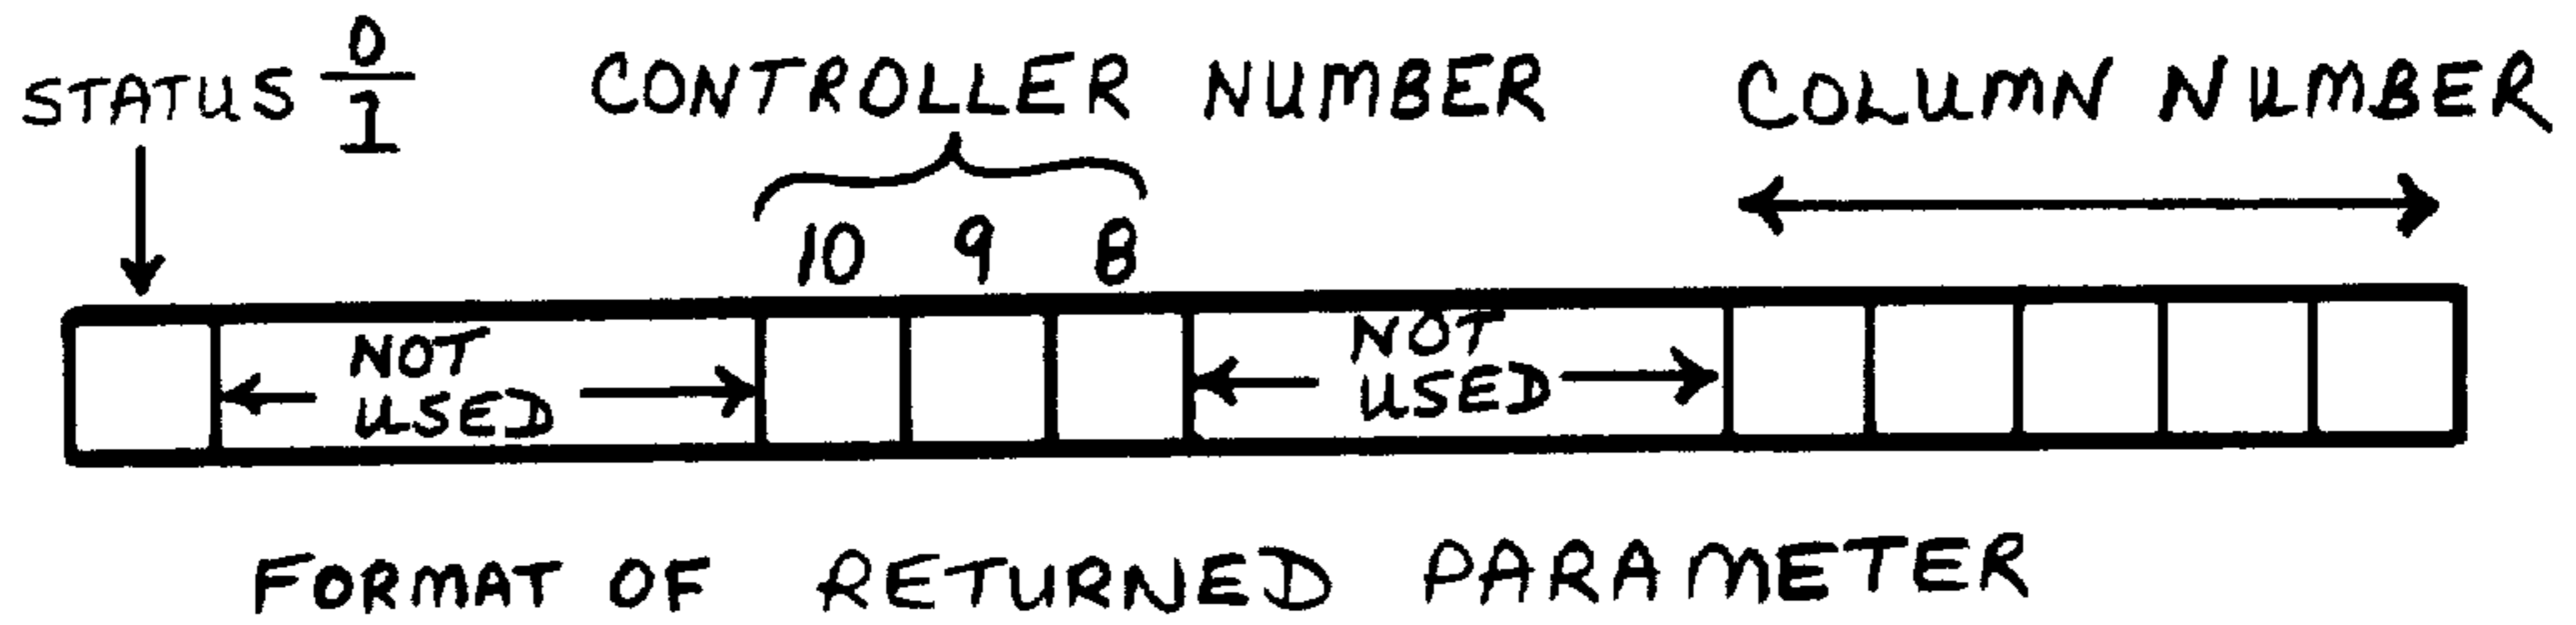 STATUS 0/1 CONTROLLER NUMBER COLUMN NUMBER
10 9 8
NOT USED NOT USED
FORMAT OF RETURNED PARAMETER